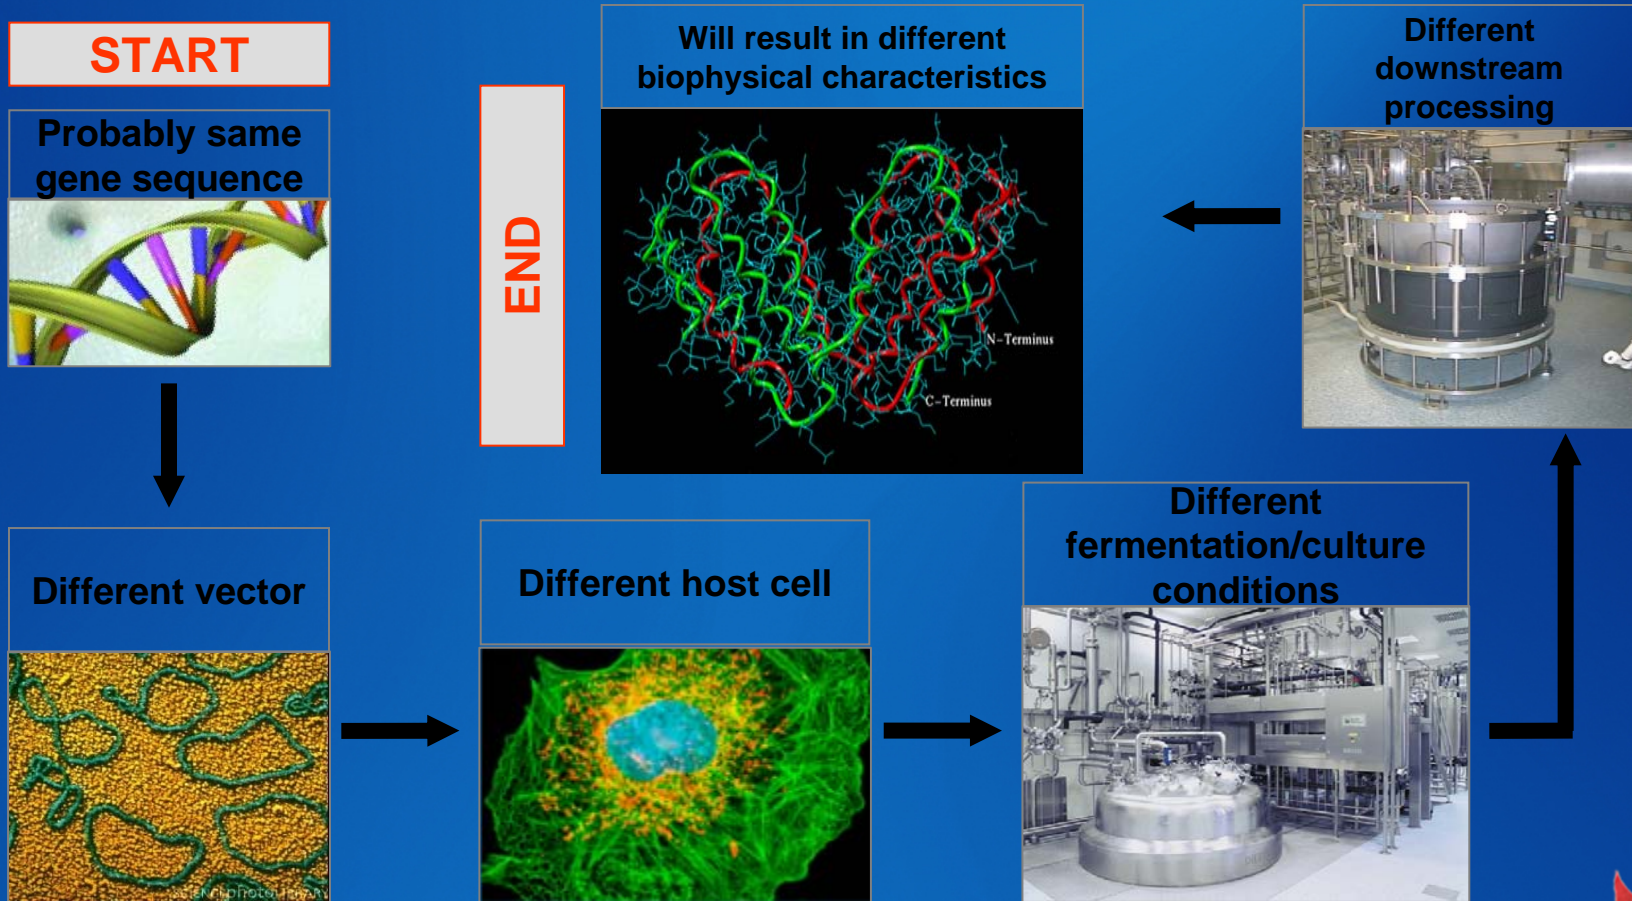 START
Probably same
gene sequence
Different vector
SCIENCEphotoLIBRARY
Different host cell
Different
fermentation/culture
conditions
Different
downstream
processing
Will result in different
biophysical characteristics
N-Terminus
C-Terminus
END